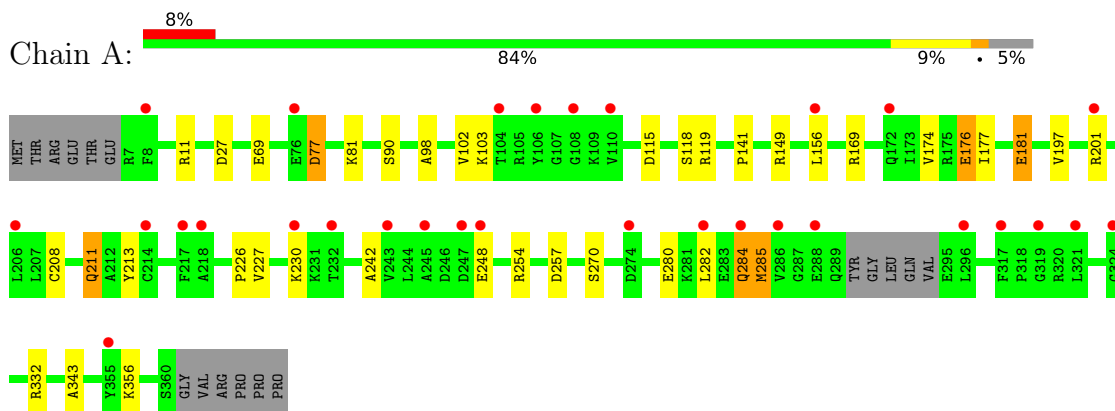 8%
Chain A:
84% 9% • 5%
MET THR ARG GLU THR GLU R7 F8 R11 D27 E69 E76 D77 K81 S90 A98 V102 K103 T104 R105 Y106 G107 G108 K109 V110 D115 S118 R119 P141 R149 L156 R169 Q172 I173 V174 R175 E176 I177 E181 V197 R201
L206 L207 C208 Q211 A212 Y213 C214 F217 A218 P226 V227 K230 K231 T232 A242 V243 L244 A245 D246 D247 E248 R254 D257 S270 D274 E280 K281 L282 E283 Q284 M285 V286 G287 E288 Q289 TYR GLY LEU GLN VAL E295 L296 F317 P318 G319 R320 L321
R332 A343 Y355 K356 S360 GLY VAL ARG PRO PRO PRO